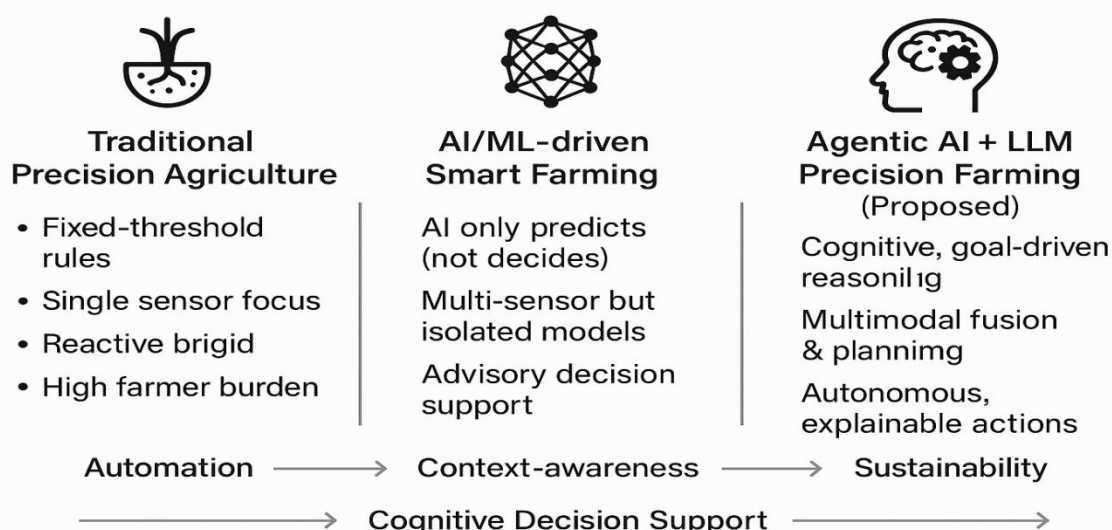 Traditional
Precision Agriculture
• Fixed-threshold
rules
• Single sensor focus
• Reactive brigid
• High farmer burden
AI/ML-driven
Smart Farming
AI only predicts
(not decides)
Multi-sensor but
isolated models
Advisory decision
support
Agentic AI + LLM
Precision Farming
(Proposed)
Cognitive, goal-driven
reasonilıg
Multimodal fusion
& plannimg
Autonomous,
explainable actions
Automation → Context-awareness → Sustainability
Cognitive Decision Support